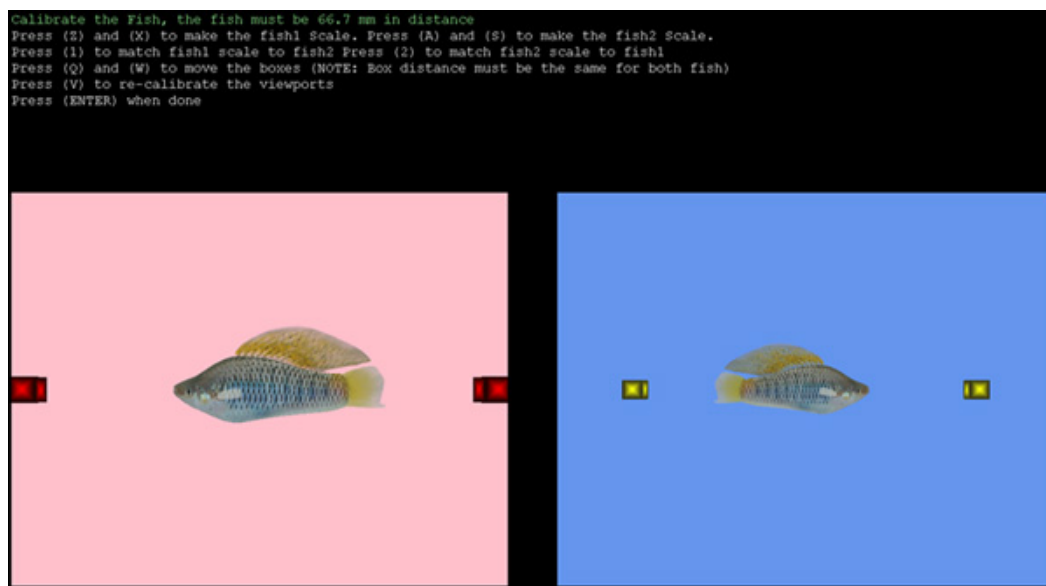 Calibrate the Fish, the fish must be 66.7 mm in distance
Press (Z) and (X) to make the fish1 Scale. Press (A) and (S) to make the fish2 Scale.
Press (1) to match fish1 scale to fish2 Press (2) to match fish2 scale to fish1
Press (Q) and (W) to move the boxes (NOTE: Box distance must be the same for both fish)
Press (V) to re-calibrate the viewports
Press (ENTER) when done